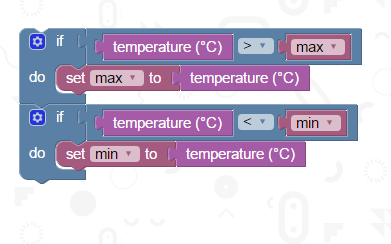 if temperature (°C) > max
do set max to temperature (°C)
if temperature (°C) < min
do set min to temperature (°C)